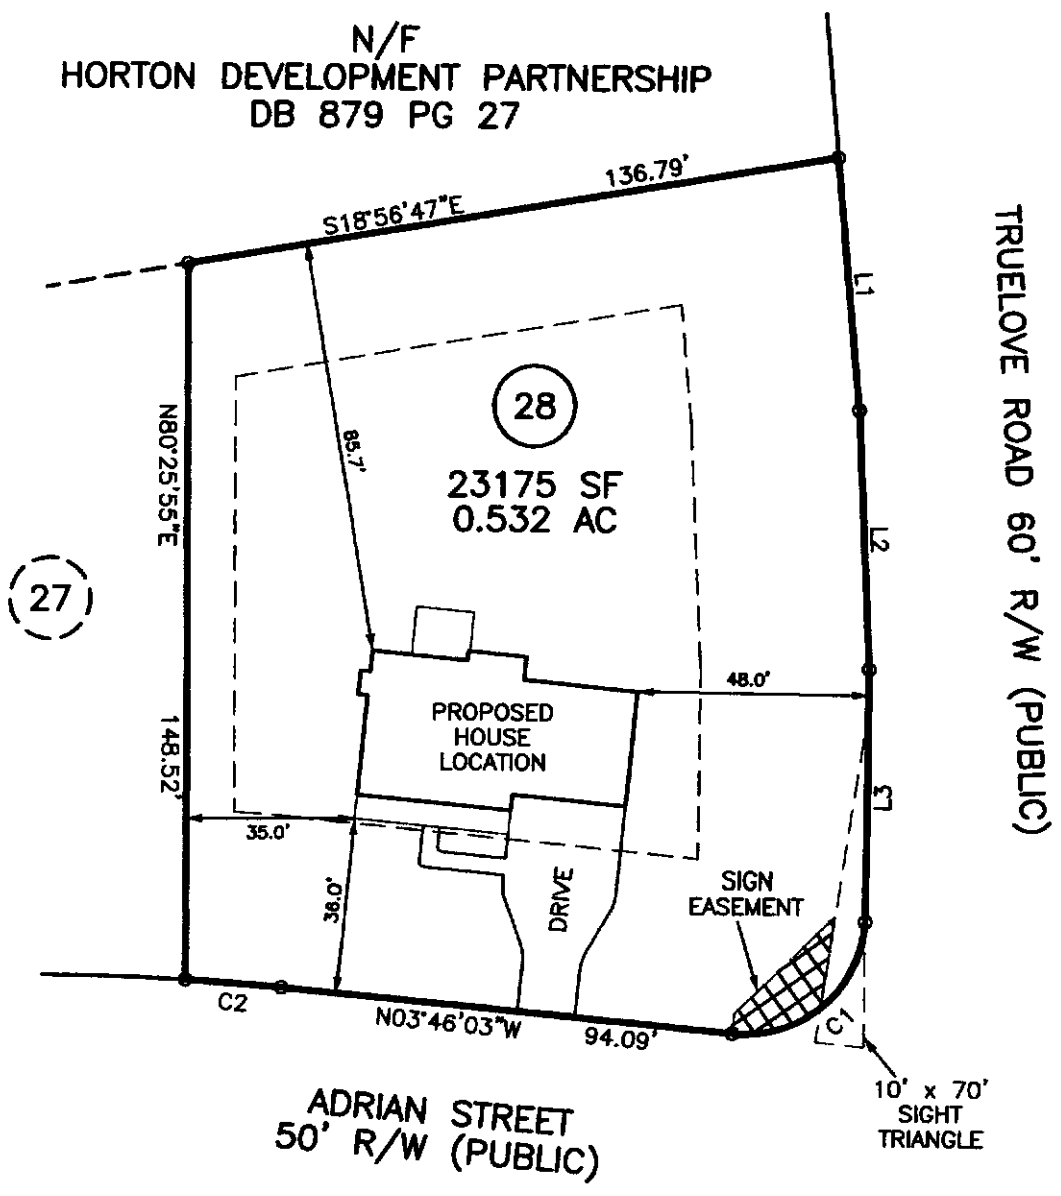 N/F
HORTON DEVELOPMENT PARTNERSHIP
DB 879 PG 27
136.79'
S18°56'47"E
L1
TRUELOVE ROAD 60' R/W (PUBLIC)
28
23175 SF
0.532 AC
85.7'
N80°25'55"E
L2
27
48.0'
PROPOSED
HOUSE
LOCATION
148.52'
L3
35.0'
36.0'
DRIVE
SIGN
EASEMENT
C2
N03°46'03"W
94.09'
C1
10' x 70'
SIGHT
TRIANGLE
ADRIAN STREET
50' R/W (PUBLIC)